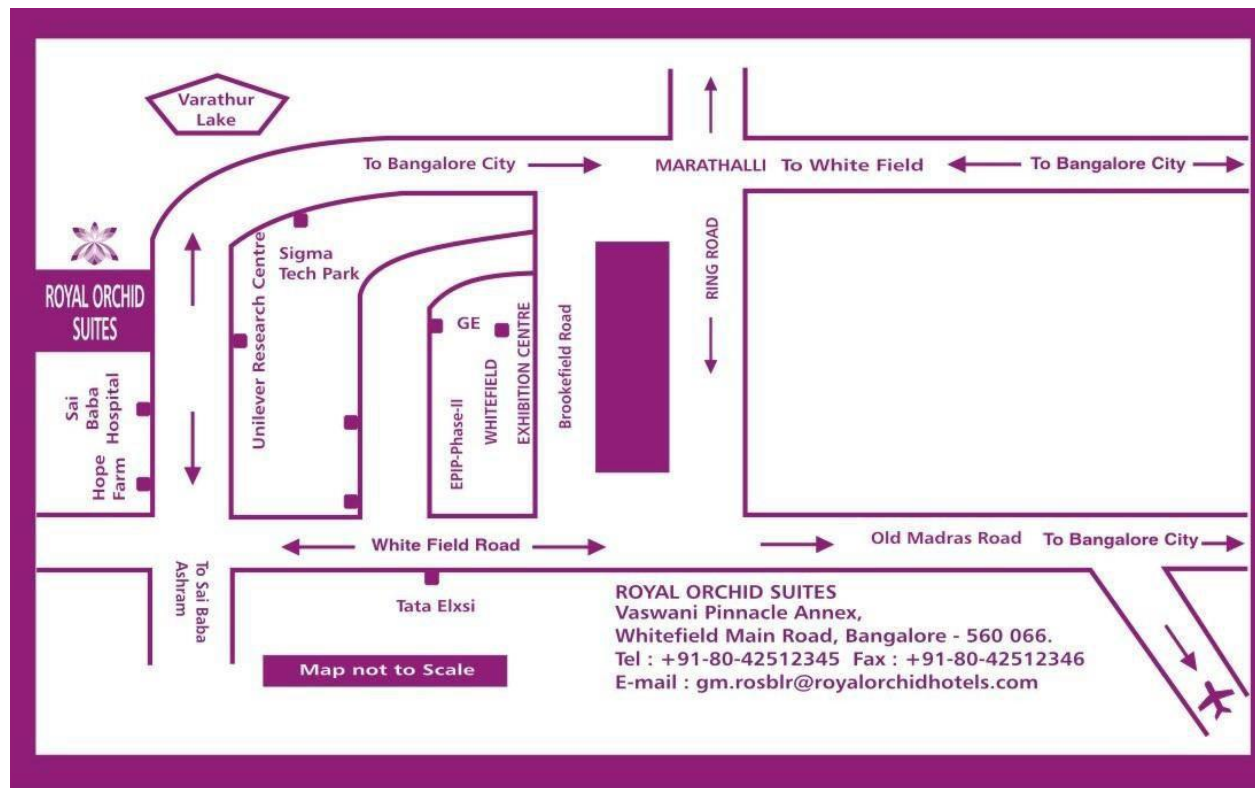 Varathur
Lake
To Bangalore City
MARATHALLI
To White Field
To Bangalore City
RING ROAD
ROYAL ORCHID
SUITES
Sigma
Tech Park
Unilever Research Centre
GE
WHITEFIELD
EXHIBITION CENTRE
EPIP-Phase-II
Brookefield Road
Sai
Baba
Hospital
Hope
Farm
White Field Road
Old Madras Road
To Bangalore City
To Sai Baba
Ashram
Tata Elxsi
Map not to Scale
ROYAL ORCHID SUITES
Vaswani Pinnacle Annex,
Whitefield Main Road, Bangalore - 560 066.
Tel : +91-80-42512345 Fax : +91-80-42512346
E-mail : gm.rosblr@royalorchidhotels.com